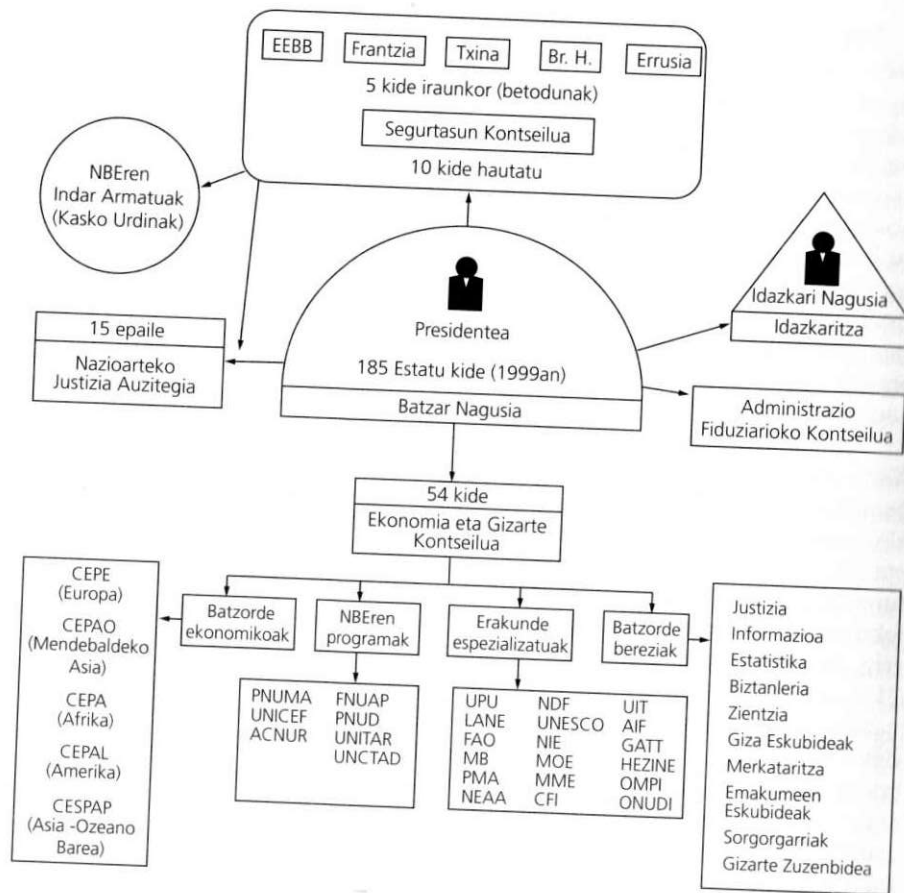 EEBB
Frantzia
Txina
Br. H.
Errusia
5 kide iraunkor (betodunak)
Segurtasun Kontseilua
10 kide hautatu
NBEren
Indar Armatuak
(Kasko Urdinak)
Presidentea
185 Estatu kide (1999an)
Batzar Nagusia
Idazkari Nagusia
Idazkaritza
15 epaile
Nazioarteko
Justizia Auzitegia
Administrazio
Fiduziarioko Kontseilua
54 kide
Ekonomia eta Gizarte
Kontseilua
CEPE
(Europa)
CEPAO
(Mendebaldeko
Asia)
CEPA
(Afrika)
CEPAL
(Amerika)
CESPAP
(Asia -Ozeano
Barea)
Batzorde
ekonomikoak
NBEren
programak
PNUMA
UNICEF
ACNUR
FNUAP
PNUD
UNITAR
UNCTAD
Erakunde
espezializatuak
UPU
LANE
FAO
MB
PMA
NEAA
NDF
UNESCO
NIE
MOE
MME
CFI
UIT
AIF
GATT
HEZINE
OMPI
ONUDI
Batzorde
bereziak
Justizia
Informazioa
Estatistika
Biztanleria
Zientzia
Giza Eskubideak
Merkataritza
Emakumeen
Eskubideak
Sorgorgarriak
Gizarte Zuzenbidea